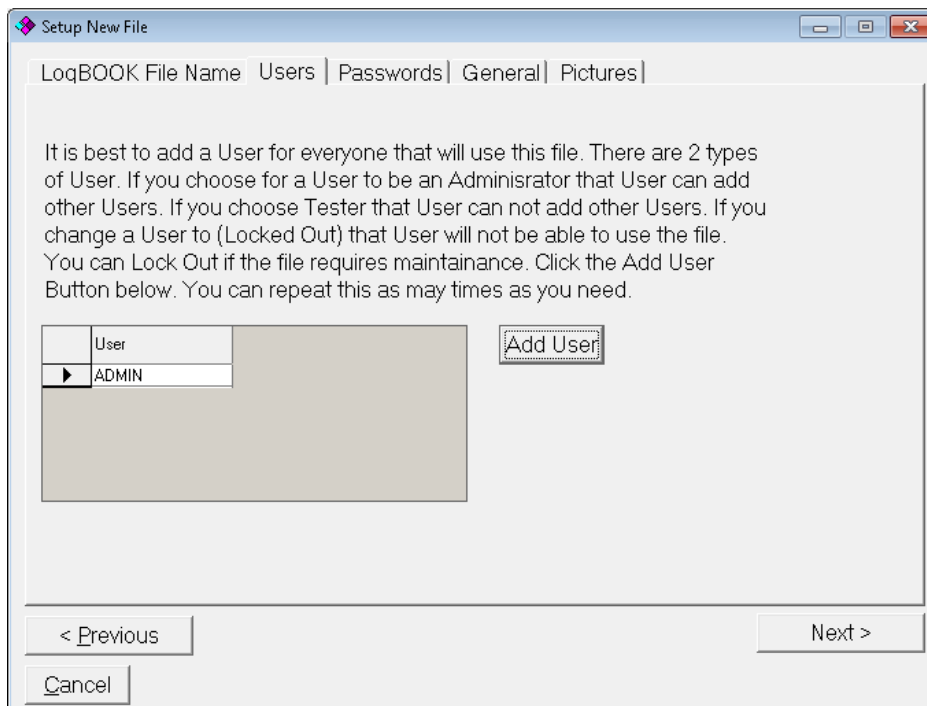 Setup New File
LogBOOK File Name Users Passwords General Pictures
It is best to add a User for everyone that will use this file. There are 2 types
of User. If you choose for a User to be an Adminisrator that User can add
other Users. If you choose Tester that User can not add other Users. If you
change a User to (Locked Out) that User will not be able to use the file.
You can Lock Out if the file requires maintainance. Click the Add User
Button below. You can repeat this as may times as you need.
User
Add User
ADMIN
< Previous
Next >
Cancel